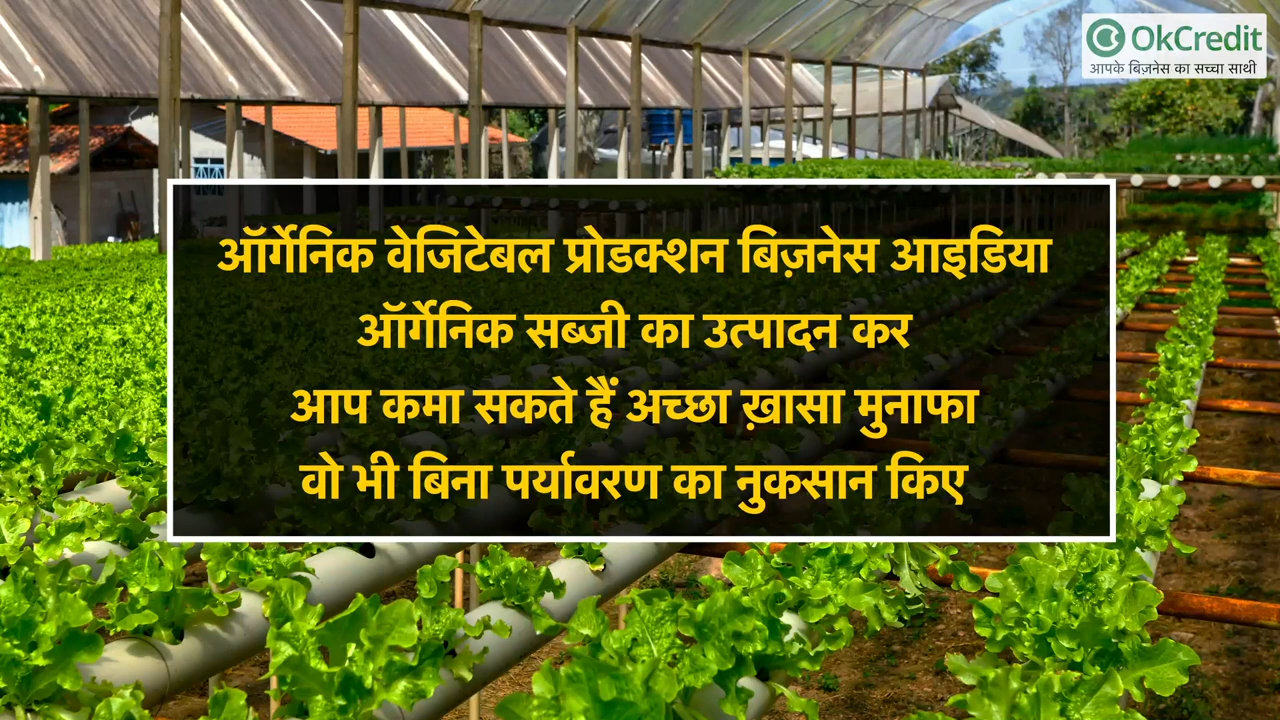 OkCredit
आपके बिज़नेस का सच्चा साथी
ऑर्गेनिक वेजिटेबल प्रोडक्शन बिज़नेस आइडिया
ऑर्गेनिक सब्जी का उत्पादन कर
आप कमा सकते हैं अच्छा ख़ासा मुनाफा
वो भी बिना पर्यावरण का नुकसान किए